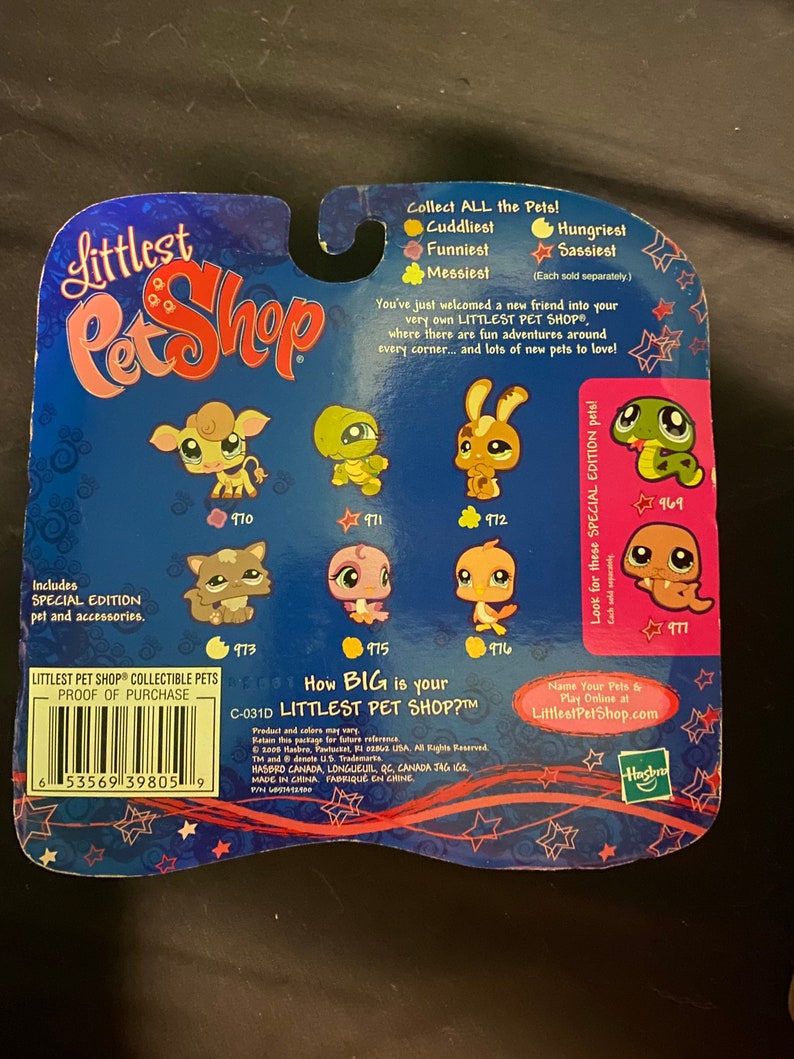 Littlest
PetShop®
Collect ALL the Pets!
Cuddliest
Hungriest
Funniest
Sassiest
Messiest
(Each sold separately.)
You've just welcomed a new friend into your
very own LITTLEST PET SHOP®,
where there are fun adventures around
every corner... and lots of new pets to love!
970
971
972
973
975
976
Look for these SPECIAL EDITION pets!
Each sold separately.
969
977
Includes
SPECIAL EDITION
pet and accessories.
LITTLEST PET SHOP® COLLECTIBLE PETS
PROOF OF PURCHASE
6 53569 39805 9
How BIG is your
C-031D LITTLEST PET SHOP?™
Name Your Pets &
Play Online at
LittlestPetShop.com
Product and colors may vary.
Retain this package for future reference.
© 2008 Hasbro, Pawtucket, RI 02862 USA. All Rights Reserved.
TM and ® denote U.S. Trademarks.
HASBRO CANADA, LONGUEUIL, QC, CANADA J4G 1G2.
MADE IN CHINA. FABRIQUÉ EN CHINE.
P/N 6857492900
Hasbro